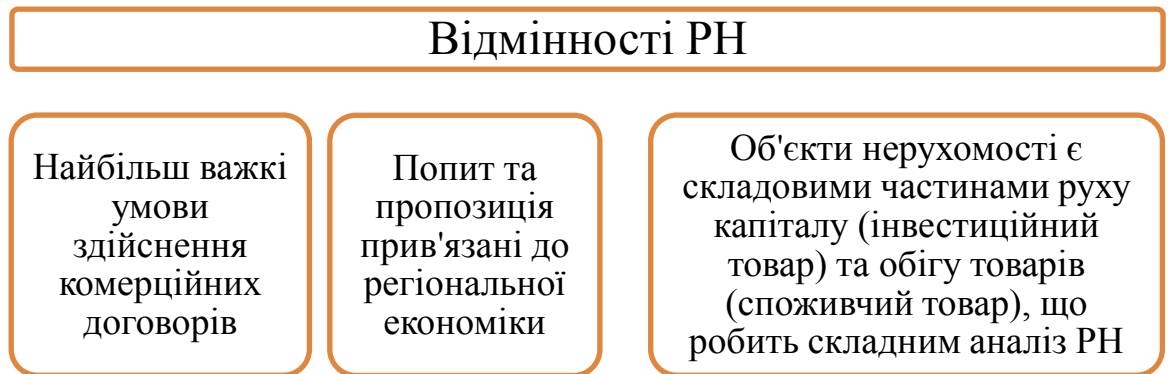 Відмінності РН
Найбільш важкі
умови
здійснення
комерційних
договорів
Попит та
пропозиція
прив'язані до
регіональної
економіки
Об'єкти нерухомості є
складовими частинами руху
капіталу (інвестиційний
товар) та обігу товарів
(споживчий товар), що
робить складним аналіз РН